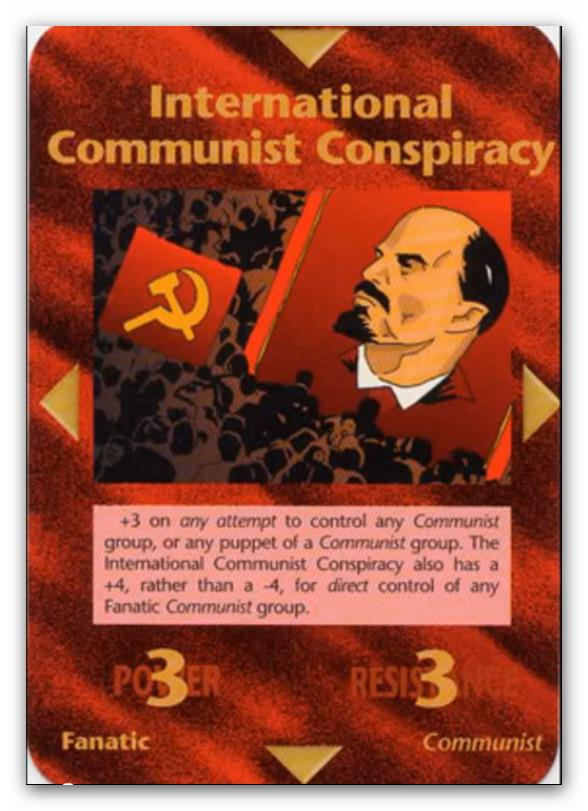 International
Communist Conspiracy
+3 on any attempt to control any Communist
group, or any puppet of a Communist group. The
International Communist Conspiracy also has a
+4, rather than a -4, for direct control of any
Fanatic Communist group.
POWER 3 RESISTANCE 3
Fanatic Communist